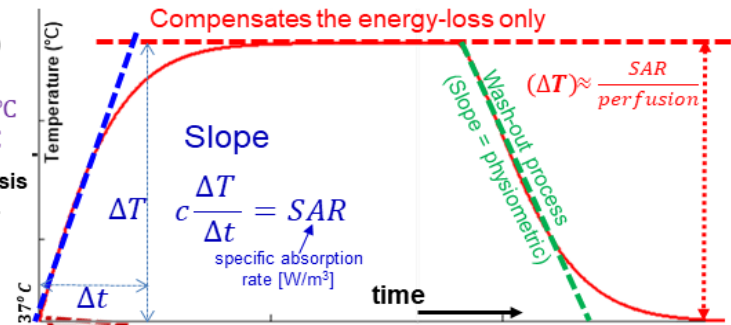 Compensates the energy-loss only
)
°C
:
sis
Temperature (°C)
37° C
Slope
ΔT
c ΔT/Δt = SAR
specific absorption
rate [W/m³]
Δt
time
Wash-out process
(Slope = physiometric)
(ΔT)≈ SAR/perfusion